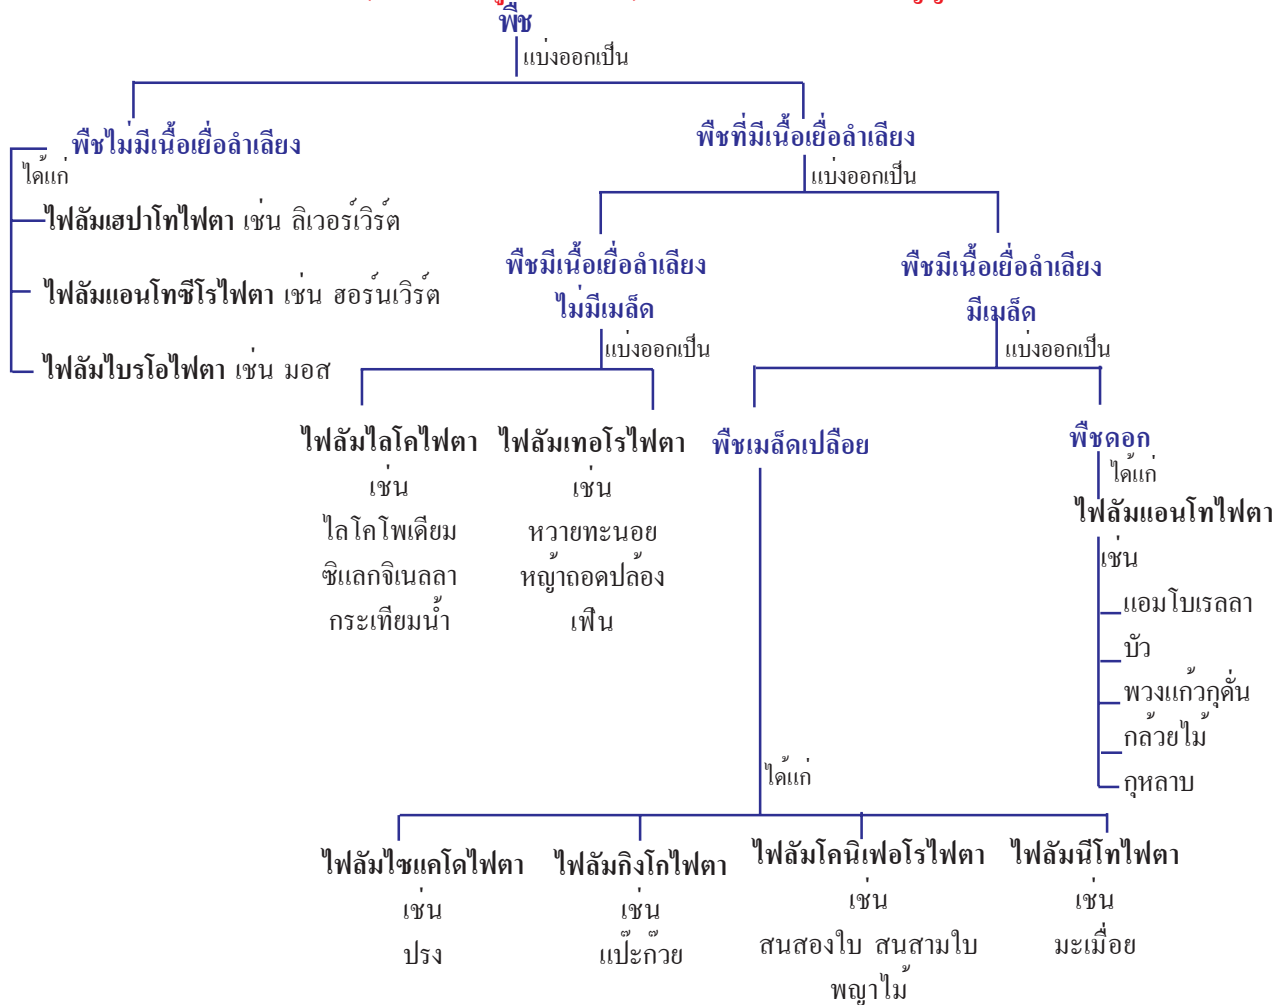 พืช
แบ่งออกเป็น
พืชไม่มีเนื้อเยื่อลำเลียง
ได้แก่
ไฟลัมเฮปาโทไฟตา เช่น ลิเวอร์เวิร์ต
ไฟลัมแอนโทซีโรไฟตา เช่น ฮอร์นเวิร์ต
ไฟลัมไบรโอไฟตา เช่น มอส
พืชที่มีเนื้อเยื่อลำเลียง
แบ่งออกเป็น
พืชมีเนื้อเยื่อลำเลียง
ไม่มีเมล็ด
แบ่งออกเป็น
ไฟลัมไลโคไฟตา
เช่น
ไลโคโพเดียม
ซิแลกจิเนลลา
กระเทียมน้ำ
ไฟลัมเทอโรไฟตา
เช่น
หวายทะนอย
หญ้าถอดปล้อง
เฟิน
พืชมีเนื้อเยื่อลำเลียง
มีเมล็ด
แบ่งออกเป็น
พืชเมล็ดเปลือย
ได้แก่
ไฟลัมไซแคโดไฟตา
เช่น
ปรง
ไฟลัมกิงโกไฟตา
เช่น
แป๊ะก๊วย
ไฟลัมโคนิเฟอโรไฟตา
เช่น
สนสองใบ สนสามใบ
พญาไม้
ไฟลัมนีโทไฟตา
เช่น
มะเมื่อย
พืชดอก
ได้แก่
ไฟลัมแอนโทไฟตา
เช่น
แอมโบเรลลา
บัว
พวงแก้วกุดั่น
กล้วยไม้
กุหลาบ